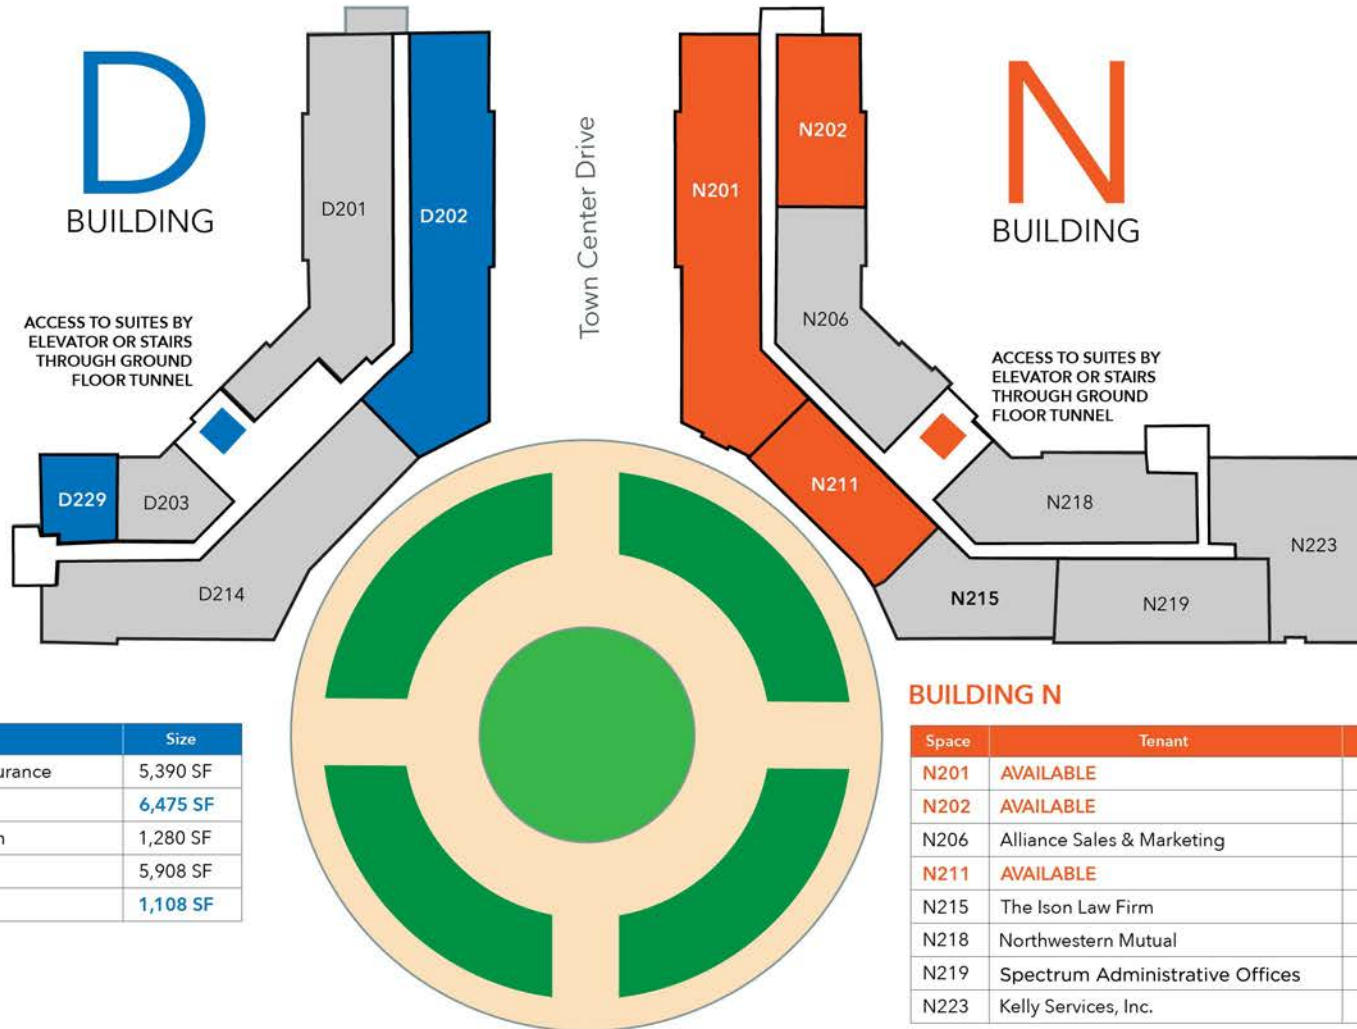 D
BUILDING
N
BUILDING
D201
D202
Town Center Drive
N201
N202
N206
ACCESS TO SUITES BY
ELEVATOR OR STAIRS
THROUGH GROUND
FLOOR TUNNEL
ACCESS TO SUITES BY
ELEVATOR OR STAIRS
THROUGH GROUND
FLOOR TUNNEL
D229
D203
D214
N211
N218
N223
N215
N219
Size
urance 5,390 SF
6,475 SF
n 1,280 SF
5,908 SF
1,108 SF
BUILDING N
Space Tenant
N201 AVAILABLE
N202 AVAILABLE
N206 Alliance Sales & Marketing
N211 AVAILABLE
N215 The Ison Law Firm
N218 Northwestern Mutual
N219 Spectrum Administrative Offices
N223 Kelly Services, Inc.